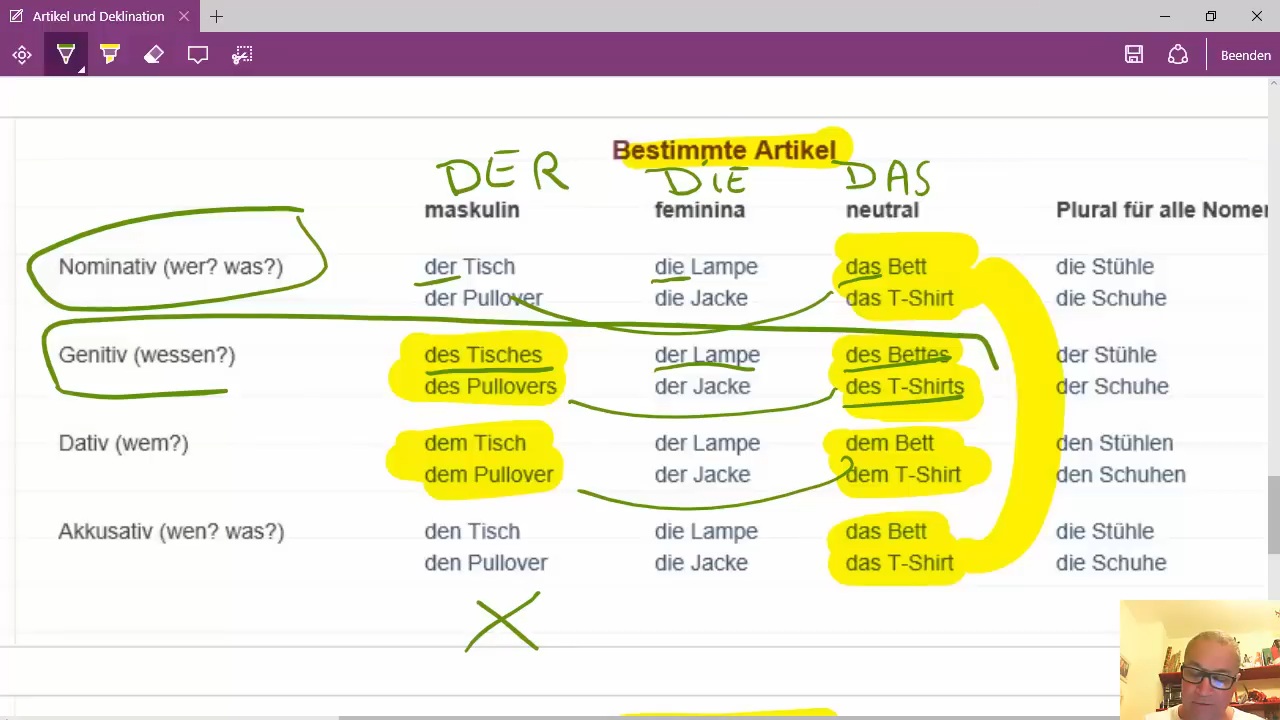 Artikel und Deklination
Beenden
Bestimmte Artikel
DER DIE DAS
maskulin feminina neutral Plural für alle Nomen
Nominativ (wer? was?) der Tisch die Lampe das Bett die Stühle
der Pullover die Jacke das T-Shirt die Schuhe
Genitiv (wessen?) des Tisches der Lampe des Bettes der Stühle
des Pullovers der Jacke des T-Shirts der Schuhe
Dativ (wem?) dem Tisch der Lampe dem Bett den Stühlen
dem Pullover der Jacke dem T-Shirt den Schuhen
Akkusativ (wen? was?) den Tisch die Lampe das Bett die Stühle
den Pullover die Jacke das T-Shirt die Schuhe